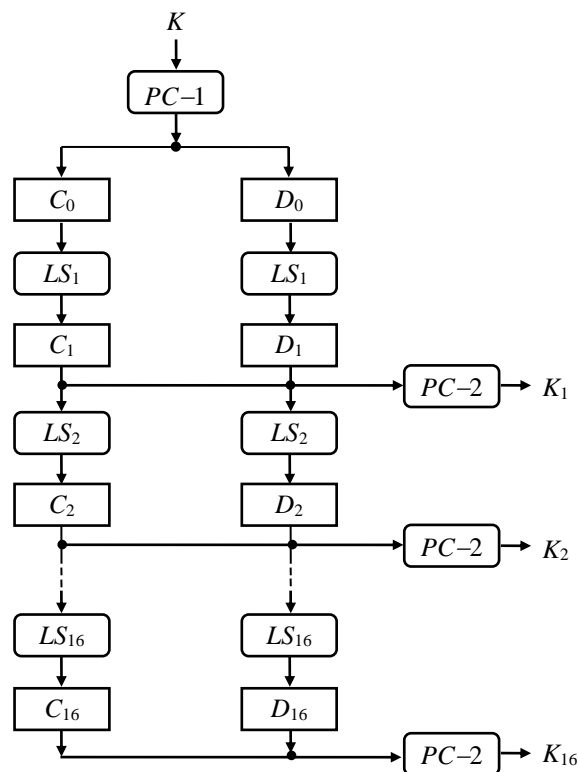 K
PC–1
C₀ D₀
LS₁ LS₁
C₁ D₁
PC–2 K₁
LS₂ LS₂
C₂ D₂
PC–2 K₂
LS₁₆ LS₁₆
C₁₆ D₁₆
PC–2 K₁₆